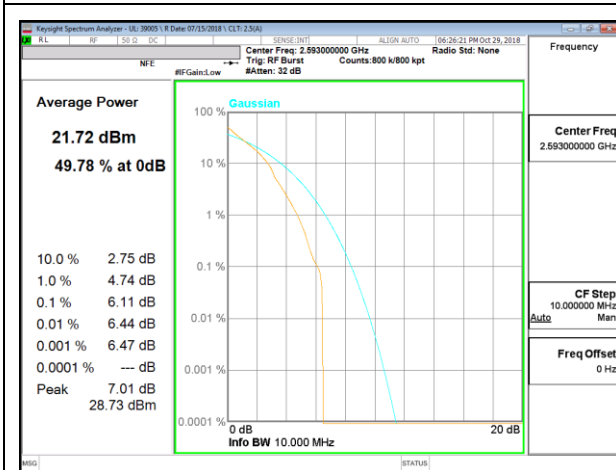 Keysight Spectrum Analyzer - UL: 39005 \ R Date: 07/15/2018 \ CLT: 2.5(A)
RL RF 50 Ω DC SENSE:INT ALIGN AUTO 06:26:21 PM Oct 29, 2018
Center Freq: 2.593000000 GHz Radio Std: None
NFE Trig: RF Burst Counts:800 k/800 kpt
#IFGain:Low #Atten: 32 dB
Frequency
Average Power
21.72 dBm
49.78 % at 0dB
10.0 % 2.75 dB
1.0 % 4.74 dB
0.1 % 6.11 dB
0.01 % 6.44 dB
0.001 % 6.47 dB
0.0001 % --- dB
Peak 7.01 dB
28.73 dBm
Gaussian
100 %
10 %
1 %
0.1 %
0.01 %
0.001 %
0.0001 %
0 dB 20 dB
Info BW 10.000 MHz
Center Freq
2.593000000 GHz
CF Step
10.000000 MHz
Auto Man
Freq Offset
0 Hz
MSG STATUS